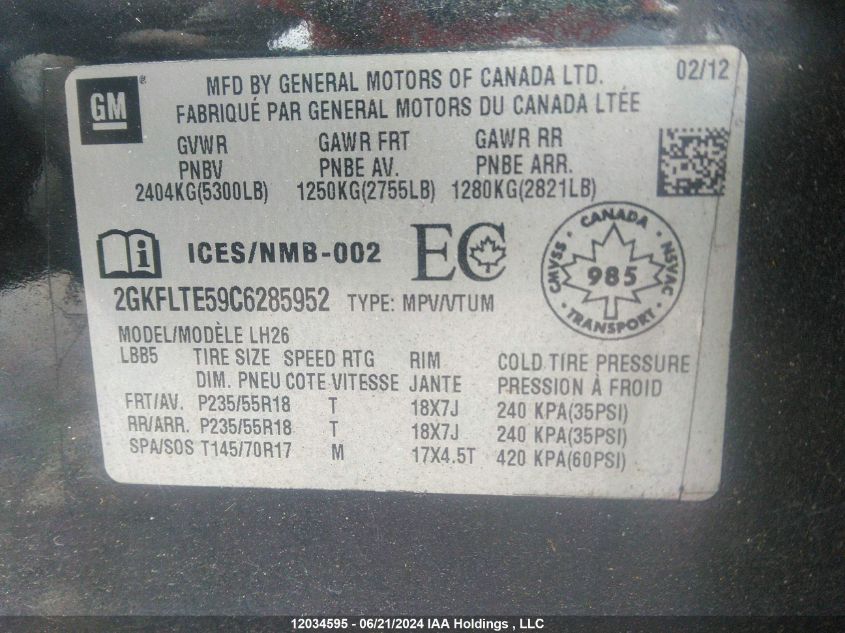 GM
MFD BY GENERAL MOTORS OF CANADA LTD. 02/12
FABRIQUÉ PAR GENERAL MOTORS DU CANADA LTÉE
GVWR GAWR FRT GAWR RR
PNBV PNBE AV. PNBE ARR.
2404KG(5300LB) 1250KG(2755LB) 1280KG(2821LB)
i ICES/NMB-002 EC
CANADA
CMVSS 985 NSVAC
TRANSPORT
2GKFLTE59C6285952 TYPE: MPV/VTUM
MODEL/MODÈLE LH26
LBB5 TIRE SIZE SPEED RTG RIM COLD TIRE PRESSURE
DIM. PNEU COTE VITESSE JANTE PRESSION À FROID
FRT/AV. P235/55R18 T 18X7J 240 KPA(35PSI)
RR/ARR. P235/55R18 T 18X7J 240 KPA(35PSI)
SPA/SOS T145/70R17 M 17X4.5T 420 KPA(60PSI)
12034595 - 06/21/2024 IAA Holdings , LLC